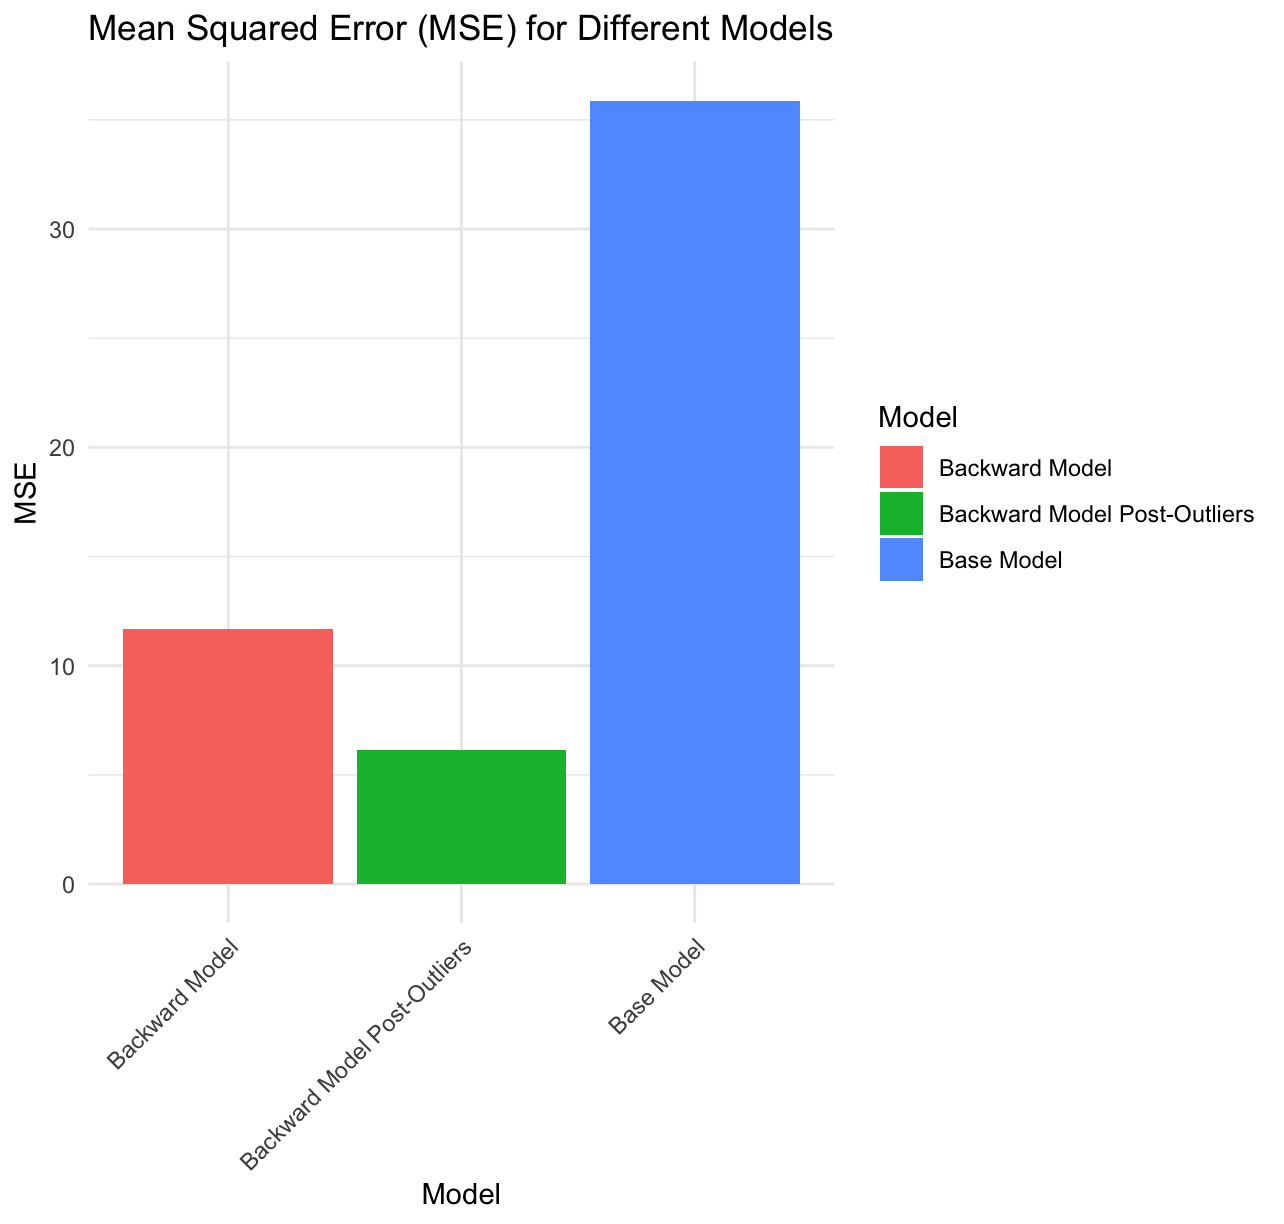 Mean Squared Error (MSE) for Different Models
MSE
30
20
10
0
Backward Model
Backward Model Post-Outliers
Base Model
Model
Model
Backward Model
Backward Model Post-Outliers
Base Model